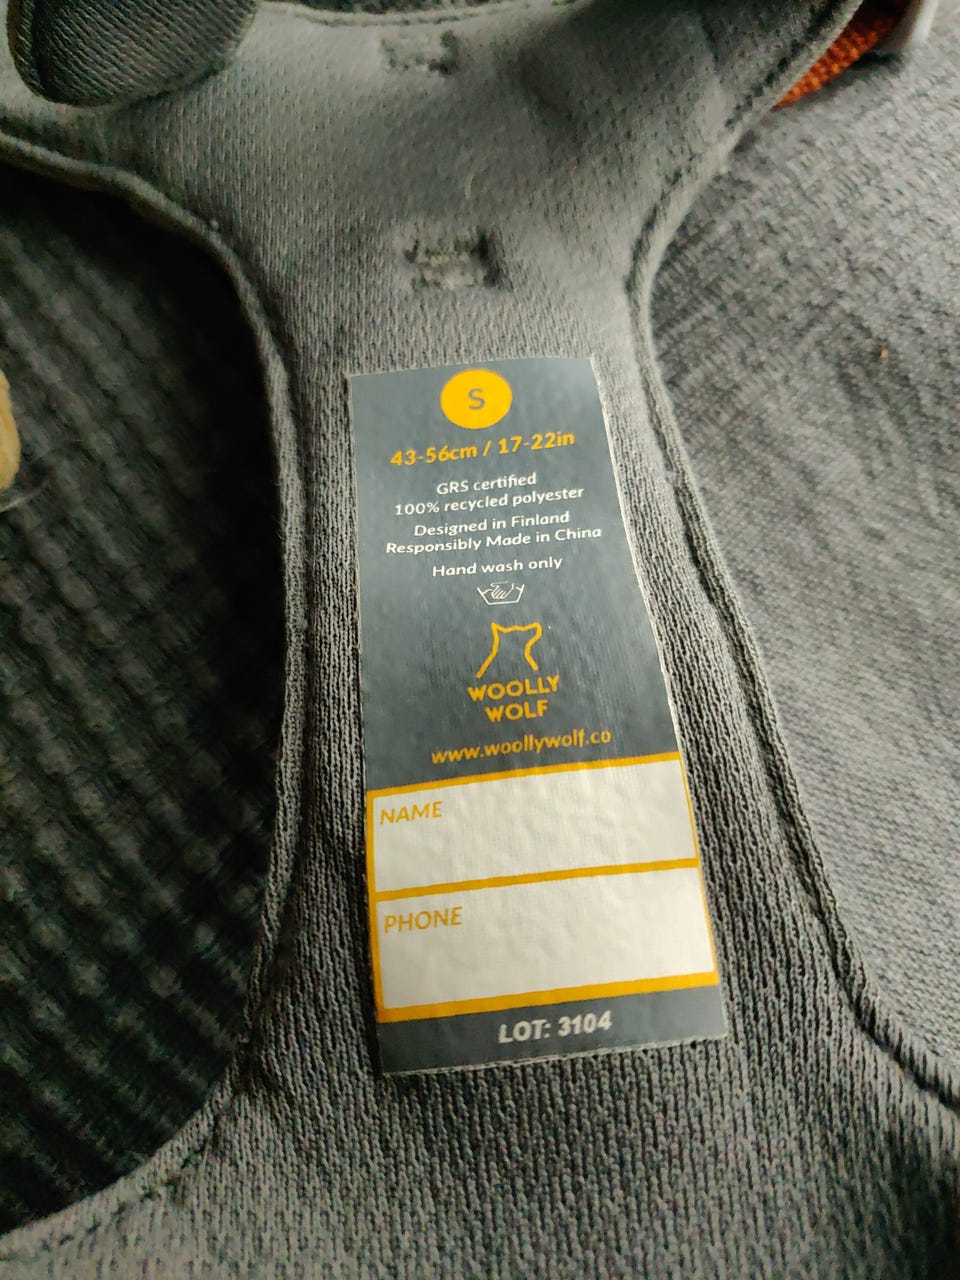 S
43-56cm / 17-22in
GRS certified
100% recycled polyester
Designed in Finland
Responsibly Made in China
Hand wash only
WOOLLY
WOLF
www.woollywolf.co
NAME
PHONE
LOT: 3104